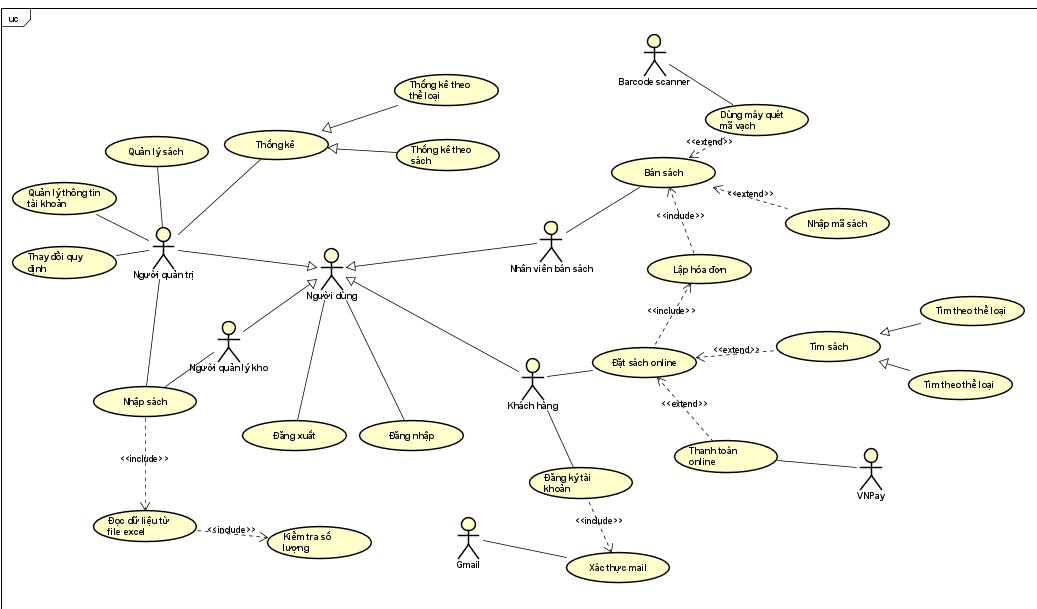 uc
Barcode scanner
Thống kê theo
thể loại
Dùng máy quét
mã vạch
<<extend>>
Thống kê
Quản lý sách
Thống kê theo
sách
Bán sách
<<extend>>
Quản lý thông tin
tài khoản
<<include>>
Nhập mã sách
Thay đổi quy
định
Người quản trị
Nhân viên bán sách
Lập hóa đơn
Người dùng
<<include>>
Tìm theo thể loại
Tìm sách
<<extend>>
Đặt sách online
Người quản lý kho
Tìm theo thể loại
Khách hàng
<<extend>>
Nhập sách
Đăng xuất
Đăng nhập
<<include>>
Thanh toán
online
VNPay
Đăng ký tài
khoản
<<include>>
Đọc dữ liệu từ
file excel
<<include>>
Kiểm tra số
lượng
Gmail
Xác thực mail